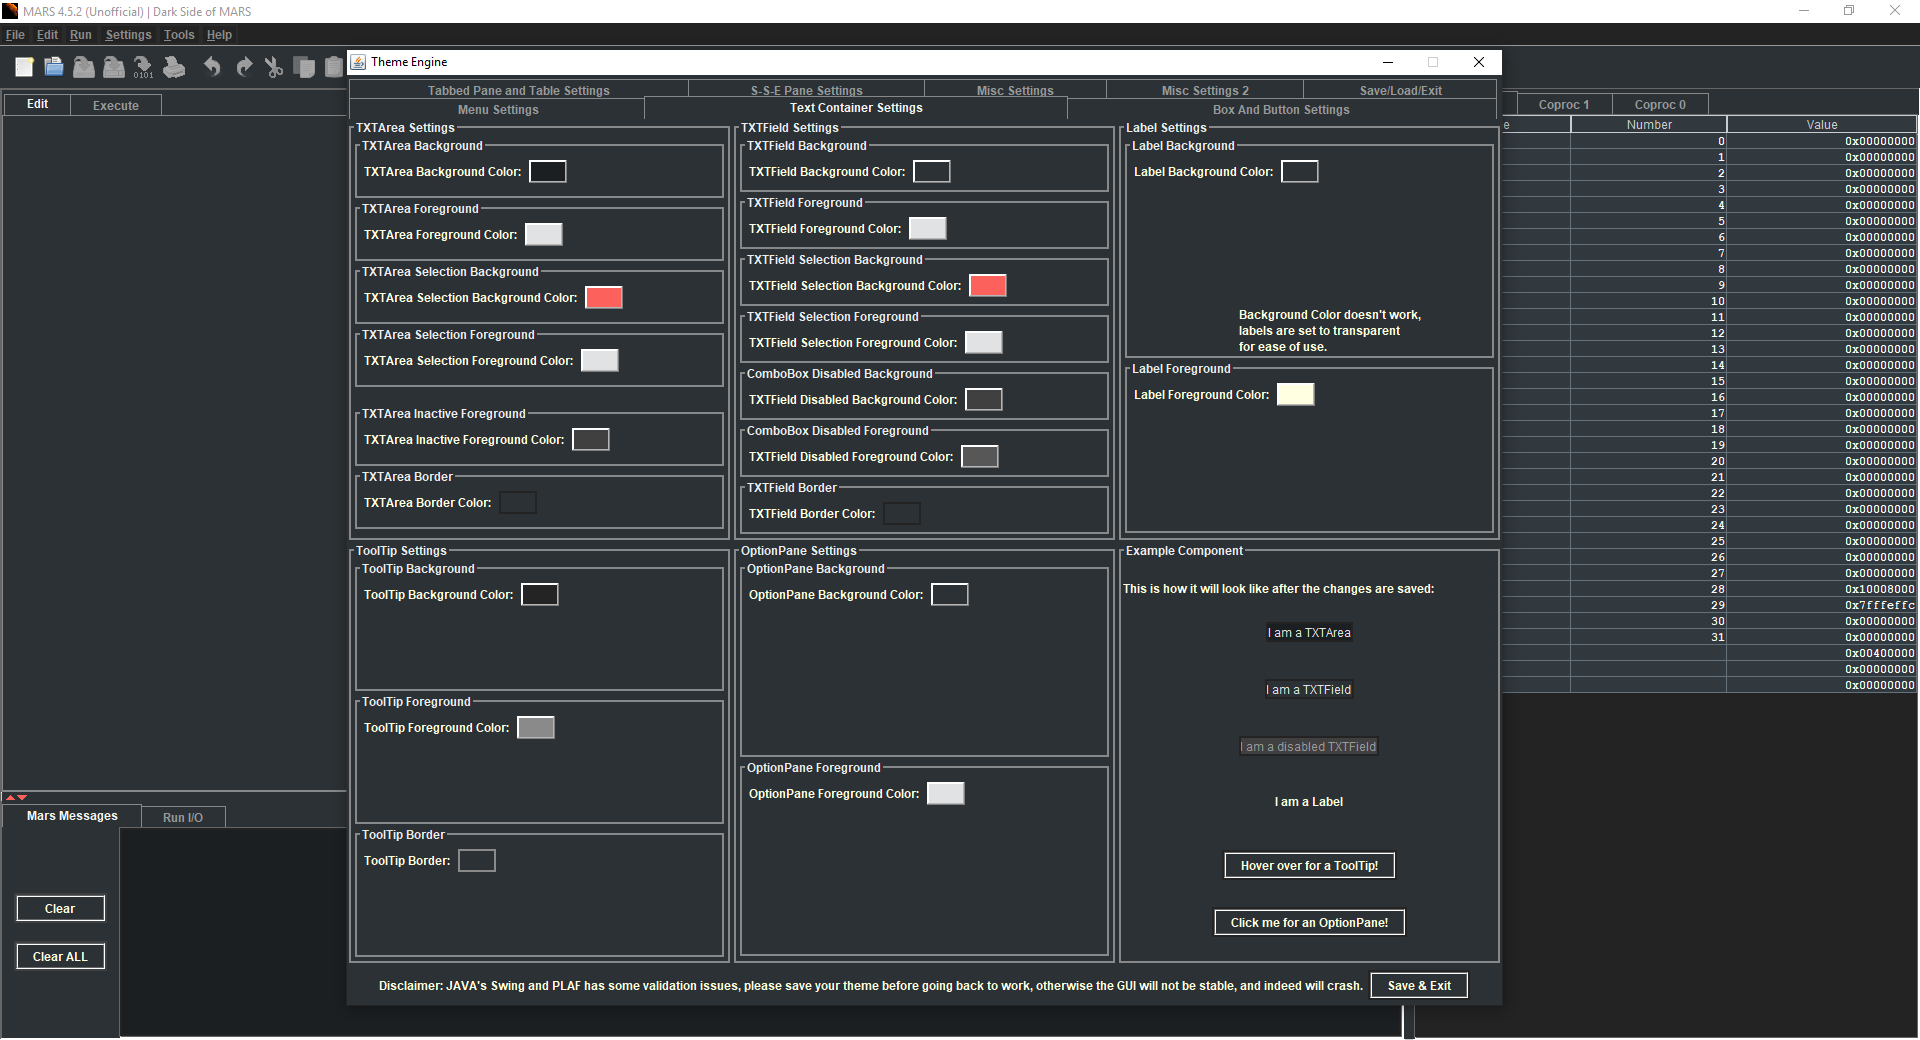 MARS 4.5.2 (Unofficial) | Dark Side of MARS
File Edit Run Settings Tools Help
0101
Theme Engine
Edit Execute
Tabbed Pane and Table Settings S-S-E Pane Settings Misc Settings Misc Settings 2 Save/Load/Exit
Menu Settings Text Container Settings Box And Button Settings
TXTArea Settings
TXTArea Background
TXTArea Background Color:
TXTArea Foreground
TXTArea Foreground Color:
TXTArea Selection Background
TXTArea Selection Background Color:
TXTArea Selection Foreground
TXTArea Selection Foreground Color:
TXTArea Inactive Foreground
TXTArea Inactive Foreground Color:
TXTArea Border
TXTArea Border Color:
TXTField Settings
TXTField Background
TXTField Background Color:
TXTField Foreground
TXTField Foreground Color:
TXTField Selection Background
TXTField Selection Background Color:
TXTField Selection Foreground
TXTField Selection Foreground Color:
ComboBox Disabled Background
TXTField Disabled Background Color:
ComboBox Disabled Foreground
TXTField Disabled Foreground Color:
TXTField Border
TXTField Border Color:
Label Settings
Label Background
Label Background Color:
Background Color doesn't work,
labels are set to transparent
for ease of use.
Label Foreground
Label Foreground Color:
ToolTip Settings
ToolTip Background
ToolTip Background Color:
ToolTip Foreground
ToolTip Foreground Color:
ToolTip Border
ToolTip Border:
OptionPane Settings
OptionPane Background
OptionPane Background Color:
OptionPane Foreground
OptionPane Foreground Color:
Example Component
This is how it will look like after the changes are saved:
I am a TXTArea
I am a TXTField
I am a disabled TXTField
I am a Label
Hover over for a ToolTip!
Click me for an OptionPane!
Disclaimer: JAVA's Swing and PLAF has some validation issues, please save your theme before going back to work, otherwise the GUI will not be stable, and indeed will crash. Save & Exit
Coproc 1 Coproc 0
e Number Value
0 0x00000000
1 0x00000000
2 0x00000000
3 0x00000000
4 0x00000000
5 0x00000000
6 0x00000000
7 0x00000000
8 0x00000000
9 0x00000000
10 0x00000000
11 0x00000000
12 0x00000000
13 0x00000000
14 0x00000000
15 0x00000000
16 0x00000000
17 0x00000000
18 0x00000000
19 0x00000000
20 0x00000000
21 0x00000000
22 0x00000000
23 0x00000000
24 0x00000000
25 0x00000000
26 0x00000000
27 0x00000000
28 0x10008000
29 0x7fffeffc
30 0x00000000
31 0x00000000
0x00400000
0x00000000
0x00000000
Mars Messages Run I/O
Clear
Clear ALL